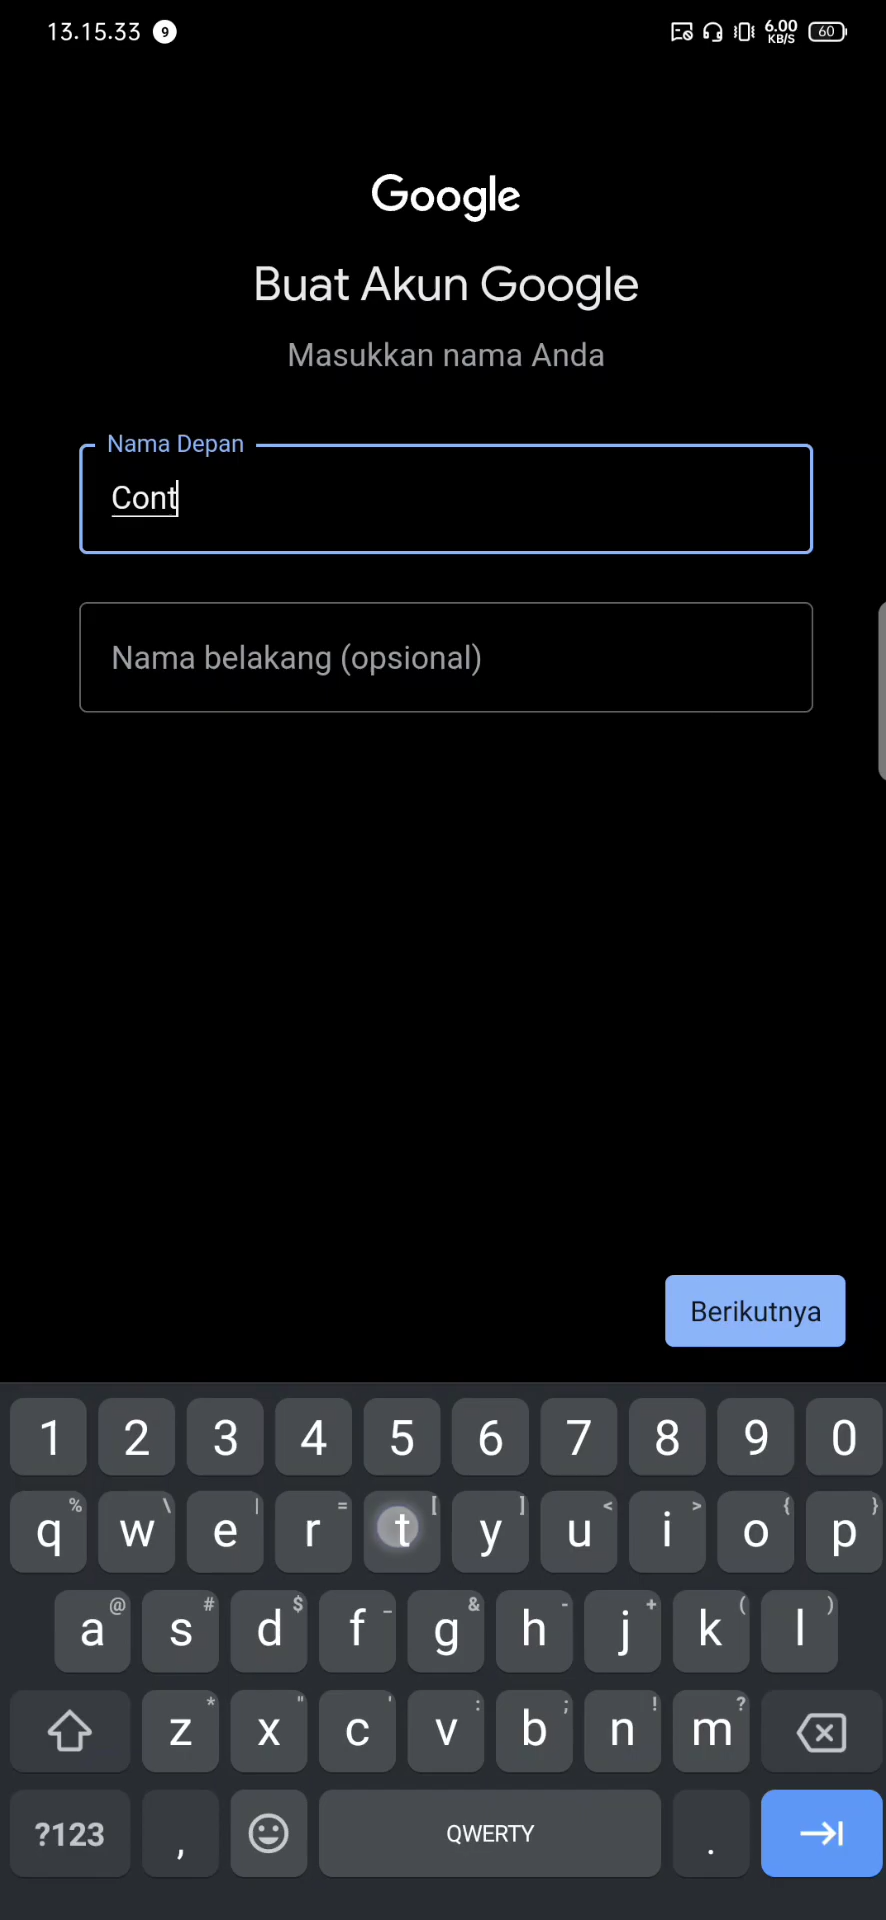 13.15.33 9 6.00 KB/S 60
Google
Buat Akun Google
Masukkan nama Anda
Nama Depan
Cont
Nama belakang (opsional)
Berikutnya
1 2 3 4 5 6 7 8 9 0
q % w \ e | r = t [ y ] u < i > o { p }
a @ s # d $ f _ g & h - j + k ( l )
z * x " c ' v : b ; n ! m ?
?123 , QWERTY .